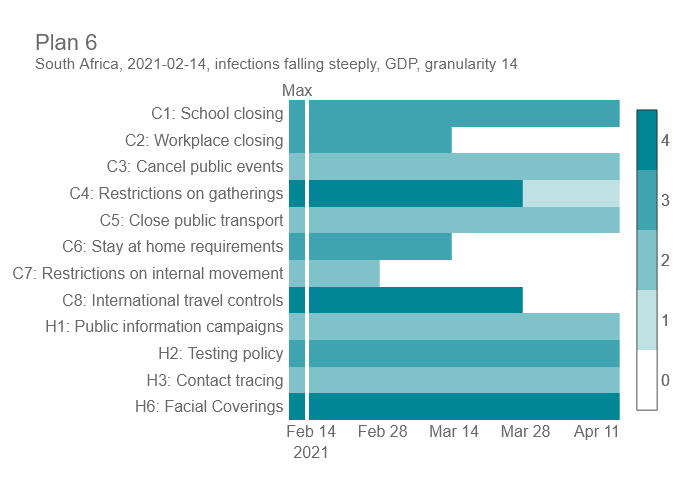 Plan 6
South Africa, 2021-02-14, infections falling steeply, GDP, granularity 14
Max
C1: School closing
C2: Workplace closing
C3: Cancel public events
C4: Restrictions on gatherings
C5: Close public transport
C6: Stay at home requirements
C7: Restrictions on internal movement
C8: International travel controls
H1: Public information campaigns
H2: Testing policy
H3: Contact tracing
H6: Facial Coverings
Feb 14 Feb 28 Mar 14 Mar 28 Apr 11
2021
4
3
2
1
0